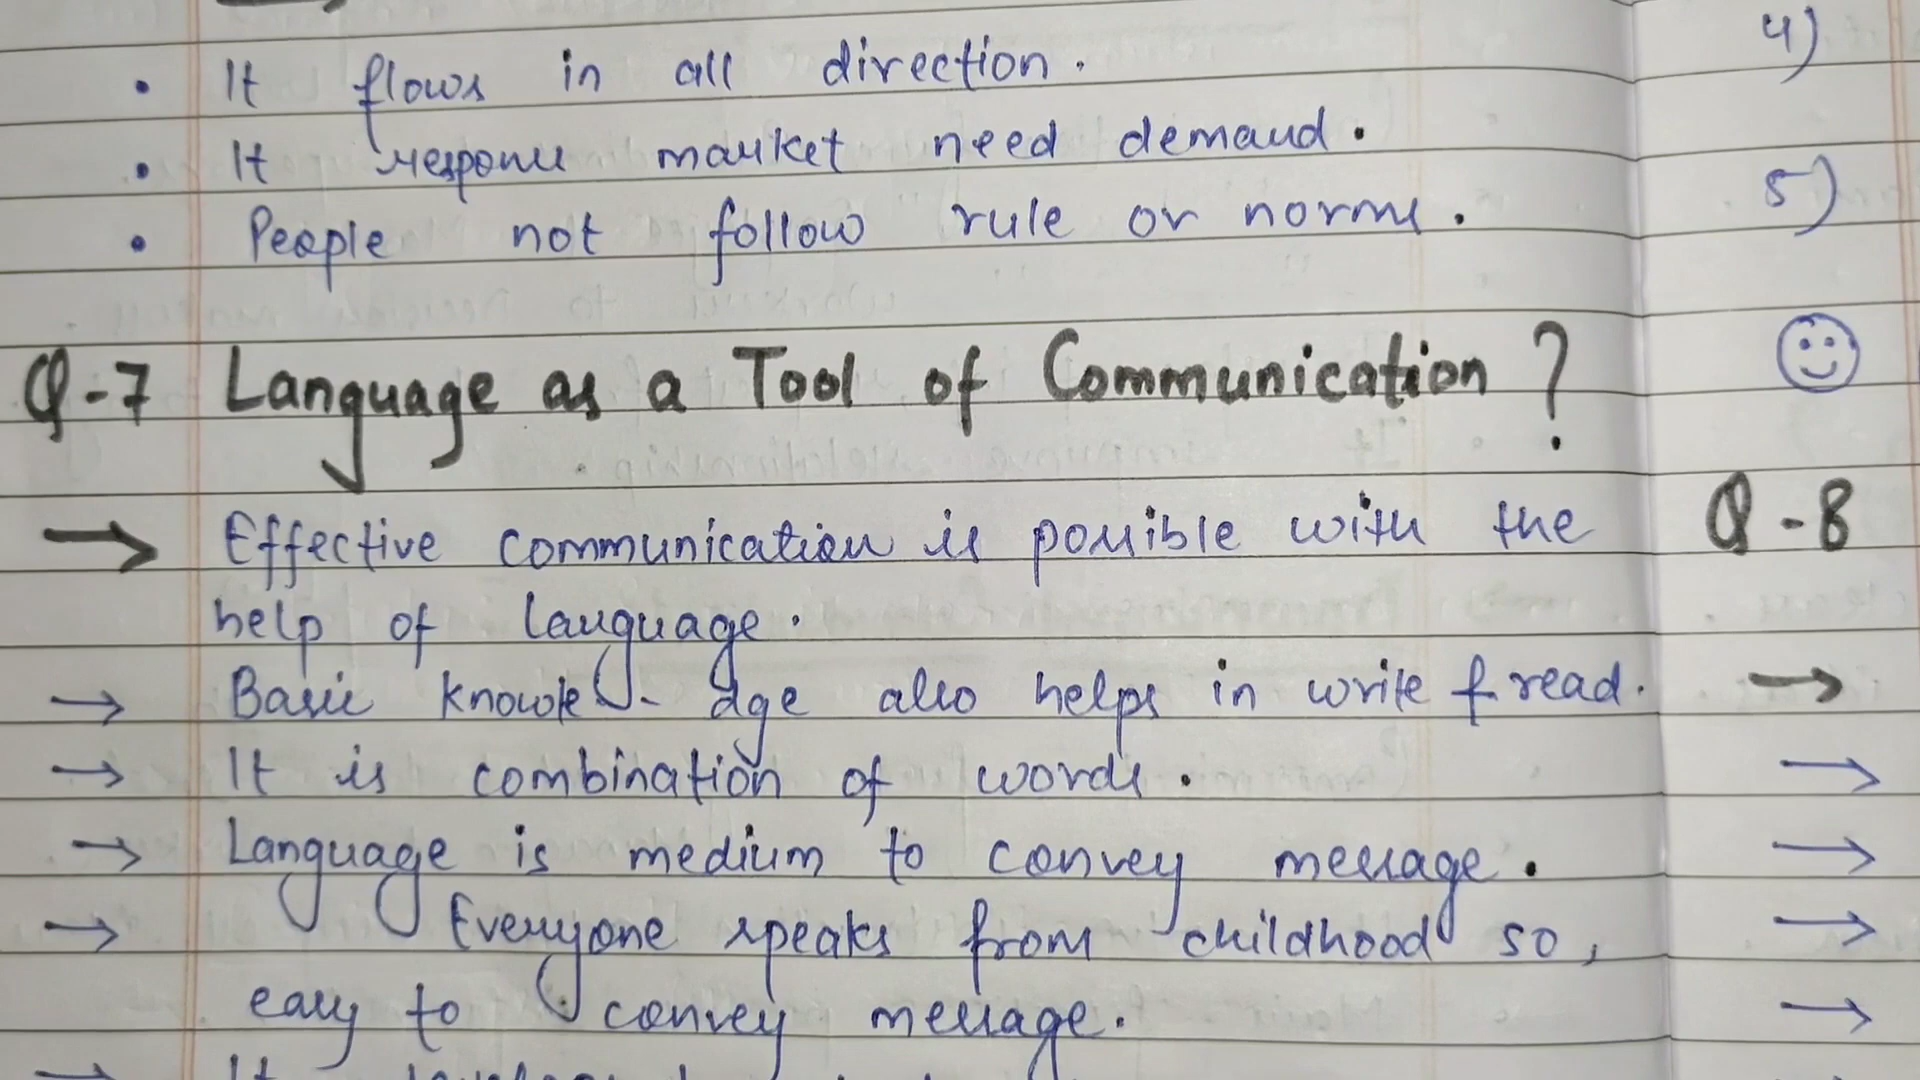 • It flows in all direction.
• It response market need demand.
• People not follow rule or norms.
Q-7 Language as a Tool of Communication ?
→ Effective communication is possible with the
help of language.
→ Basic knowle - dge also helps in write & read.
→ It is combination of words.
→ Language is medium to convey message.
→ Everyone speaks from childhood so,
easy to convey message.
→ It
4)
5)
Q-8
→
→
→
→
→